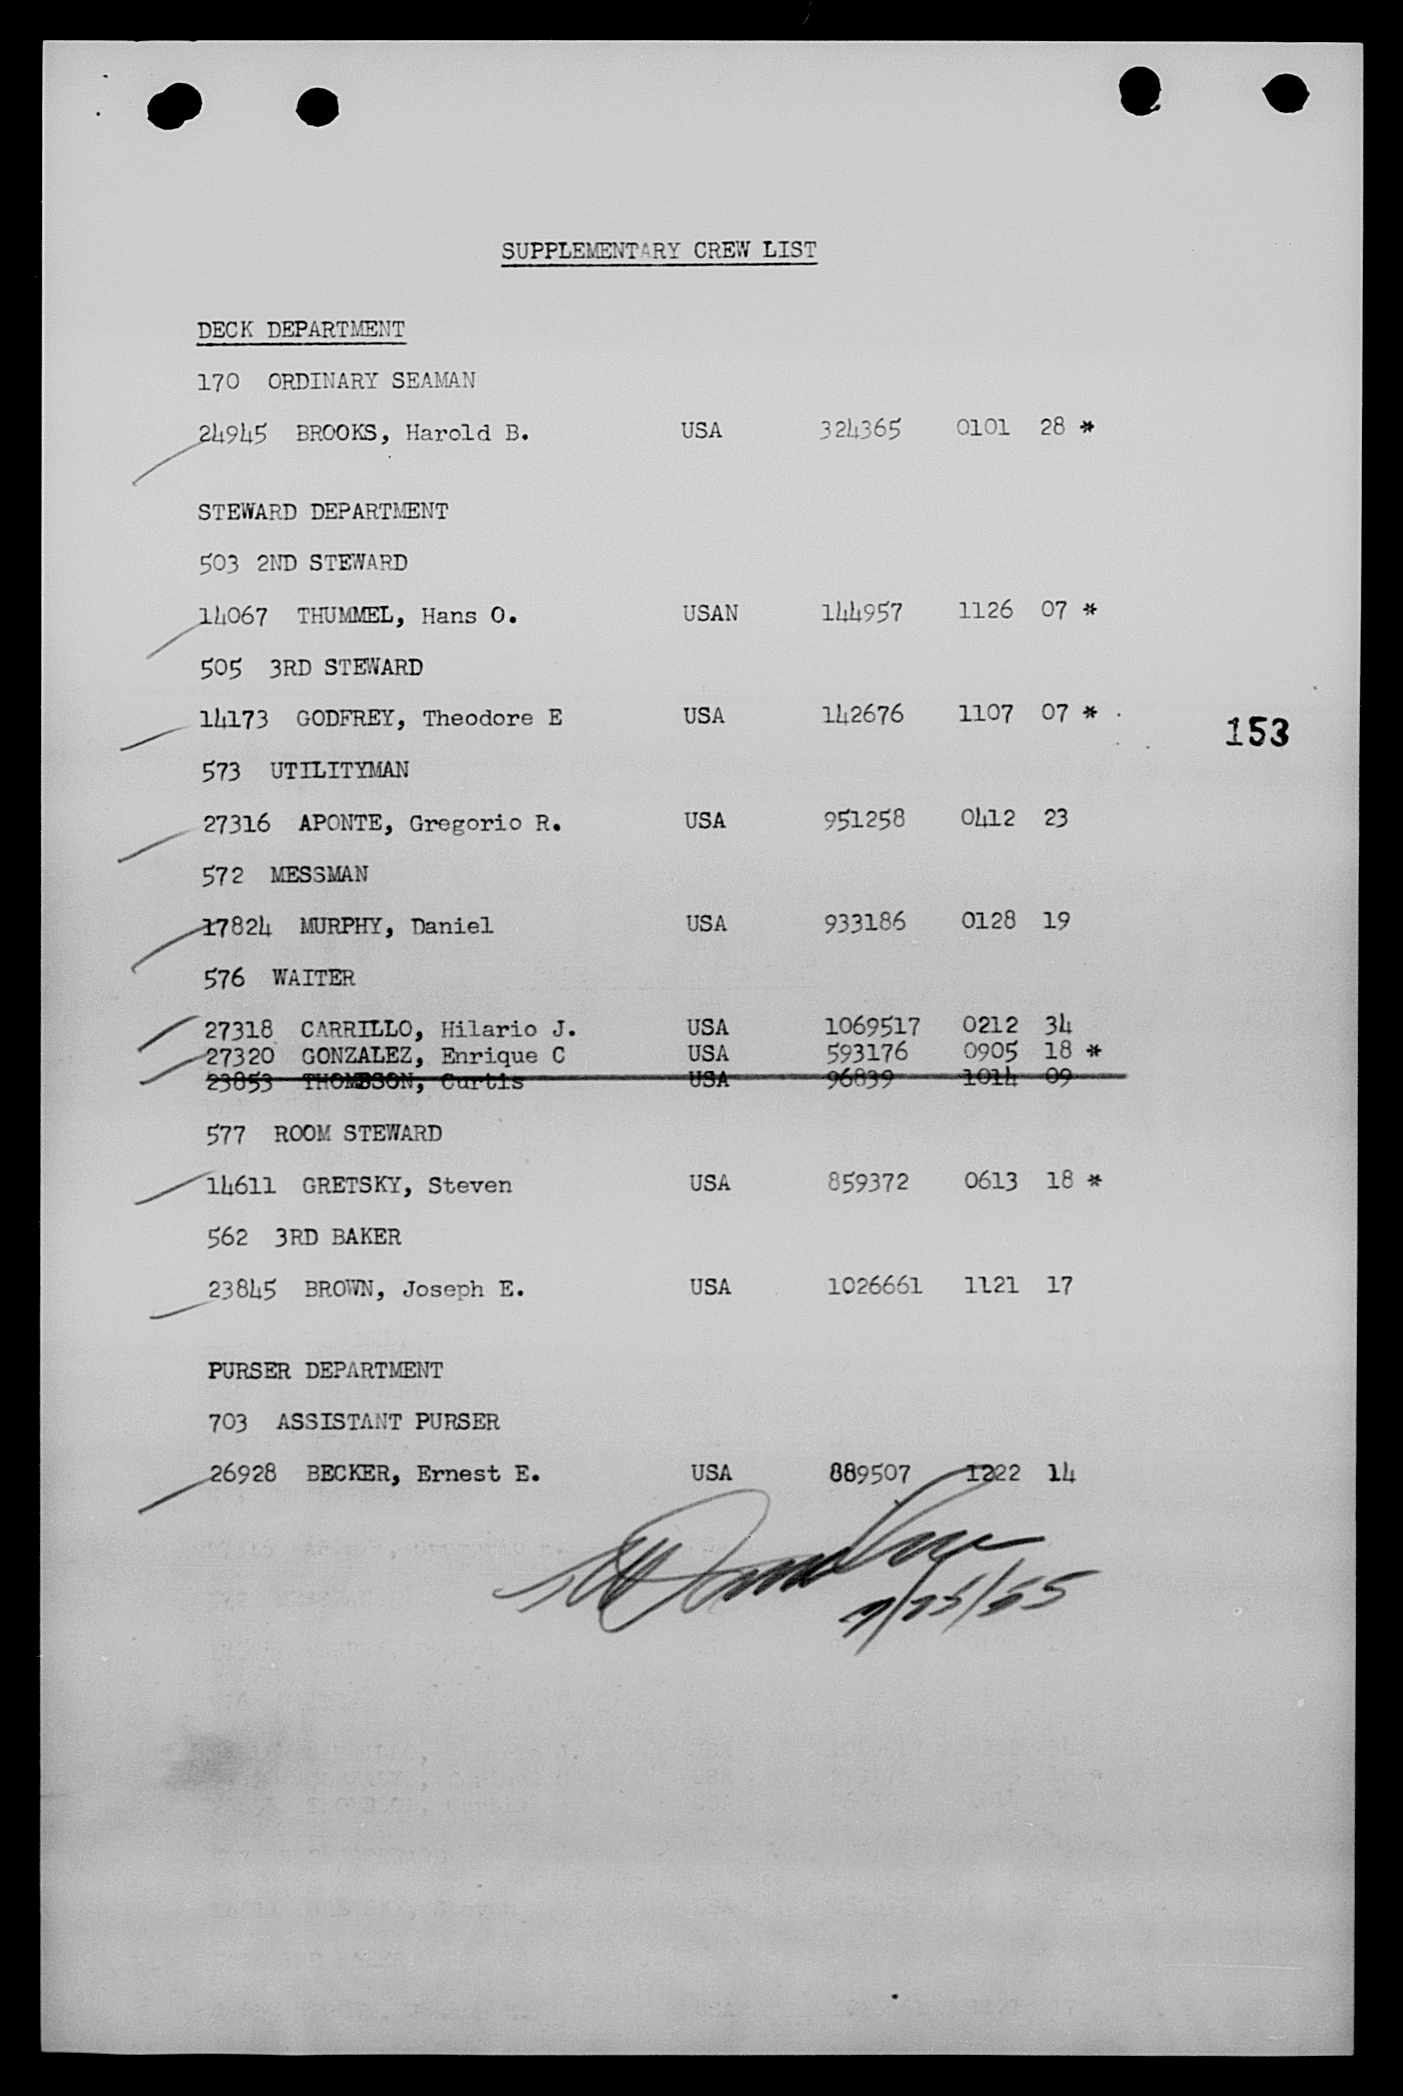 SUPPLEMENTARY CREW LIST
DECK DEPARTMENT
170 ORDINARY SEAMAN
24945 BROOKS, Harold B. USA 324365 0101 28 *
STEWARD DEPARTMENT
503 2ND STEWARD
14067 THUMMEL, Hans O. USAN 144957 1126 07 *
505 3RD STEWARD
14173 GODFREY, Theodore E USA 142676 1107 07 *
153
573 UTILITYMAN
27316 APONTE, Gregorio R. USA 951258 0412 23
572 MESSMAN
17824 MURPHY, Daniel USA 933186 0128 19
576 WAITER
27318 CARRILLO, Hilario J. USA 1069517 0212 34
27320 GONZALEZ, Enrique C USA 593176 0905 18 *
23853 THOMPSON, Curtis USA 96839 1014 09
577 ROOM STEWARD
14611 GRETSKY, Steven USA 859372 0613 18 *
562 3RD BAKER
23845 BROWN, Joseph E. USA 1026661 1121 17
PURSER DEPARTMENT
703 ASSISTANT PURSER
26928 BECKER, Ernest E. USA 889507 1222 14